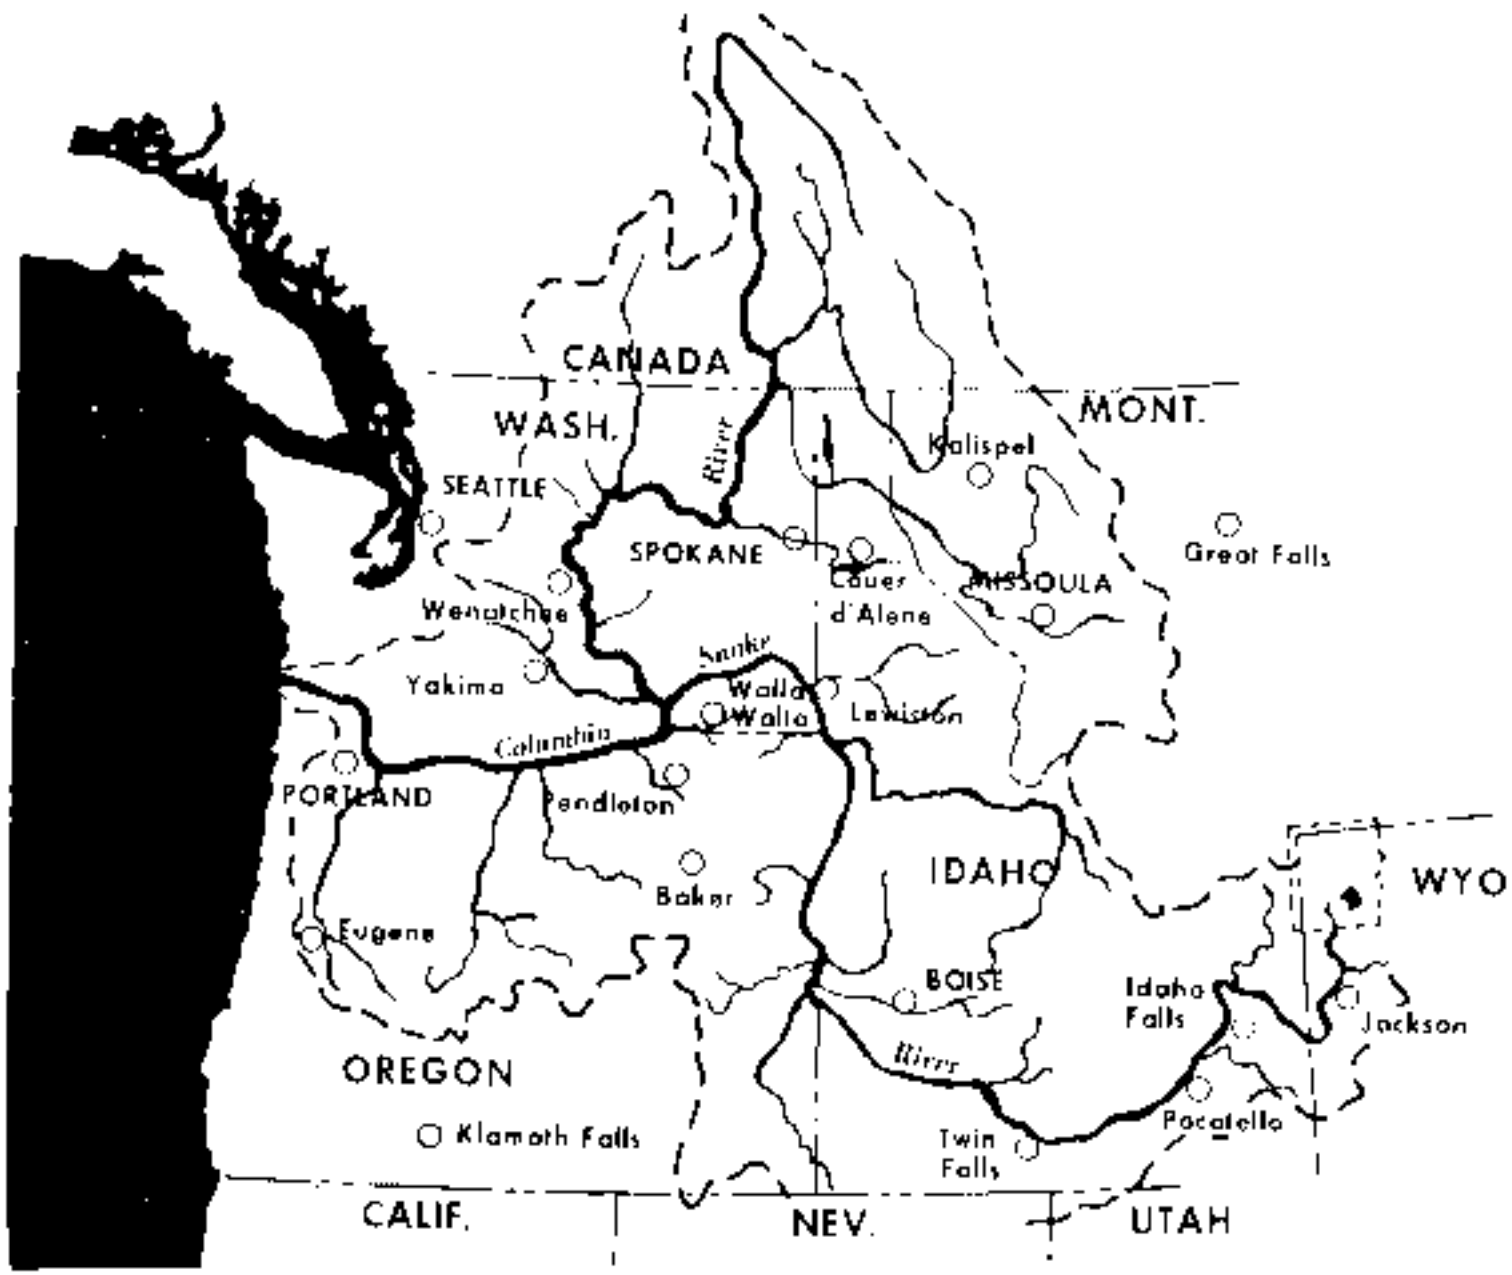 CANADA
MONT.
WASH.
River
Kalispel
SEATTLE
Great Falls
SPOKANE
Couer
d'Alene
MISSOULA
Wenatchee
Snake
Yakima
Walla
Walla
Lewiston
Columbia
PORTLAND
Pendleton
IDAHO
WYO
Baker
Eugene
BOISE
Idaho
Falls
Jackson
River
OREGON
Klamath Falls
Twin
Falls
Pocatello
CALIF.
NEV.
UTAH